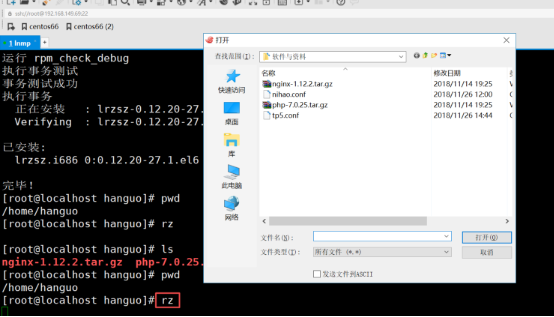 ssh://root@192.168.149.69:22
centos66
centos66 (2)
1 lnmp
运行 rpm_check_debug
执行事务测试
事务测试成功
执行事务
正在安装 : lrzsz-0.12.20-27.
Verifying : lrzsz-0.12.20-27.
已安装:
lrzsz.i686 0:0.12.20-27.1.el6
完毕！
[root@localhost hanguo]# pwd
/home/hanguo
[root@localhost hanguo]# rz
[root@localhost hanguo]# ls
nginx-1.12.2.tar.gz php-7.0.25.
[root@localhost hanguo]# pwd
/home/hanguo
[root@localhost hanguo]# rz
打开
查找范围(I):
软件与资料
名称
修改日期
nginx-1.12.2.tar.gz
2018/11/14 19:25
nihao.conf
2018/11/26 12:00
php-7.0.25.tar.gz
2018/11/14 19:25
tp5.conf
2018/11/26 14:44
快速访问
桌面
库
此电脑
网络
文件名(N):
打开(O)
文件类型(T):
所有文件 (*.*)
取消
发送文件到ASCII